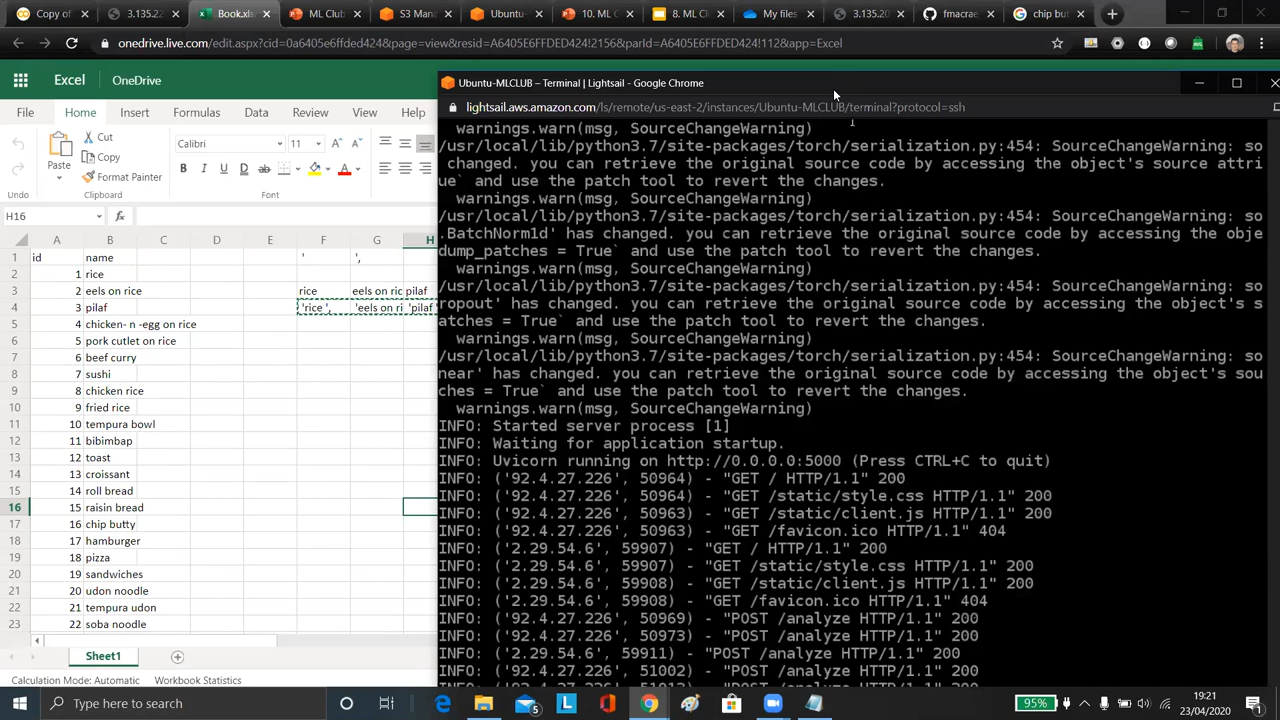 Copy of
3.135.22
Book.xlsx
ML Club
S3 Mana
Ubuntu-
10. ML C
8. ML Cl
My files
3.135.20
fmacrae
chip but
onedrive.live.com/edit.aspx?cid=0a6405e6ffded424&page=view&resid=A6405E6FFDED424!2156&parId=A6405E6FFDED424!112&app=Excel
Excel
OneDrive
File
Home
Insert
Formulas
Data
Review
View
Help
Paste
Cut
Copy
Format Painter
Undo
Clipboard
Calibri
11
B
I
U
D
ab
A
H16
fx
A
B
C
D
E
F
G
H
1 id name ' ',
2 1 rice
3 2 eels on rice rice eels on ric pilaf
4 3 pilaf 'rice ', 'eels on ri 'pilaf '
5 4 chicken- n -egg on rice
6 5 pork cutlet on rice
7 6 beef curry
8 7 sushi
9 8 chicken rice
10 9 fried rice
11 10 tempura bowl
12 11 bibimbap
13 12 toast
14 13 croissant
15 14 roll bread
16 15 raisin bread
17 16 chip butty
18 17 hamburger
19 18 pizza
20 19 sandwiches
21 20 udon noodle
22 21 tempura udon
23 22 soba noodle
Sheet1
Calculation Mode: Automatic
Workbook Statistics
Ubuntu-MLCLUB – Terminal | Lightsail - Google Chrome
lightsail.aws.amazon.com/ls/remote/us-east-2/instances/Ubuntu-MLCLUB/terminal?protocol=ssh
warnings.warn(msg, SourceChangeWarning)
/usr/local/lib/python3.7/site-packages/torch/serialization.py:454: SourceChangeWarning: so
changed. you can retrieve the original source code by accessing the object's source attri
ue` and use the patch tool to revert the changes.
warnings.warn(msg, SourceChangeWarning)
/usr/local/lib/python3.7/site-packages/torch/serialization.py:454: SourceChangeWarning: so
.BatchNorm1d' has changed. you can retrieve the original source code by accessing the obje
dump_patches = True` and use the patch tool to revert the changes.
warnings.warn(msg, SourceChangeWarning)
/usr/local/lib/python3.7/site-packages/torch/serialization.py:454: SourceChangeWarning: so
ropout' has changed. you can retrieve the original source code by accessing the object's s
atches = True` and use the patch tool to revert the changes.
warnings.warn(msg, SourceChangeWarning)
/usr/local/lib/python3.7/site-packages/torch/serialization.py:454: SourceChangeWarning: so
near' has changed. you can retrieve the original source code by accessing the object's sou
ches = True` and use the patch tool to revert the changes.
warnings.warn(msg, SourceChangeWarning)
INFO: Started server process [1]
INFO: Waiting for application startup.
INFO: Uvicorn running on http://0.0.0.0:5000 (Press CTRL+C to quit)
INFO: ('92.4.27.226', 50964) - "GET / HTTP/1.1" 200
INFO: ('92.4.27.226', 50964) - "GET /static/style.css HTTP/1.1" 200
INFO: ('92.4.27.226', 50963) - "GET /static/client.js HTTP/1.1" 200
INFO: ('92.4.27.226', 50963) - "GET /favicon.ico HTTP/1.1" 404
INFO: ('2.29.54.6', 59907) - "GET / HTTP/1.1" 200
INFO: ('2.29.54.6', 59907) - "GET /static/style.css HTTP/1.1" 200
INFO: ('2.29.54.6', 59908) - "GET /static/client.js HTTP/1.1" 200
INFO: ('2.29.54.6', 59908) - "GET /favicon.ico HTTP/1.1" 404
INFO: ('92.4.27.226', 50969) - "POST /analyze HTTP/1.1" 200
INFO: ('92.4.27.226', 50973) - "POST /analyze HTTP/1.1" 200
INFO: ('2.29.54.6', 59911) - "POST /analyze HTTP/1.1" 200
INFO: ('92.4.27.226', 51002) - "POST /analyze HTTP/1.1" 200
Type here to search
95%
19:21
23/04/2020